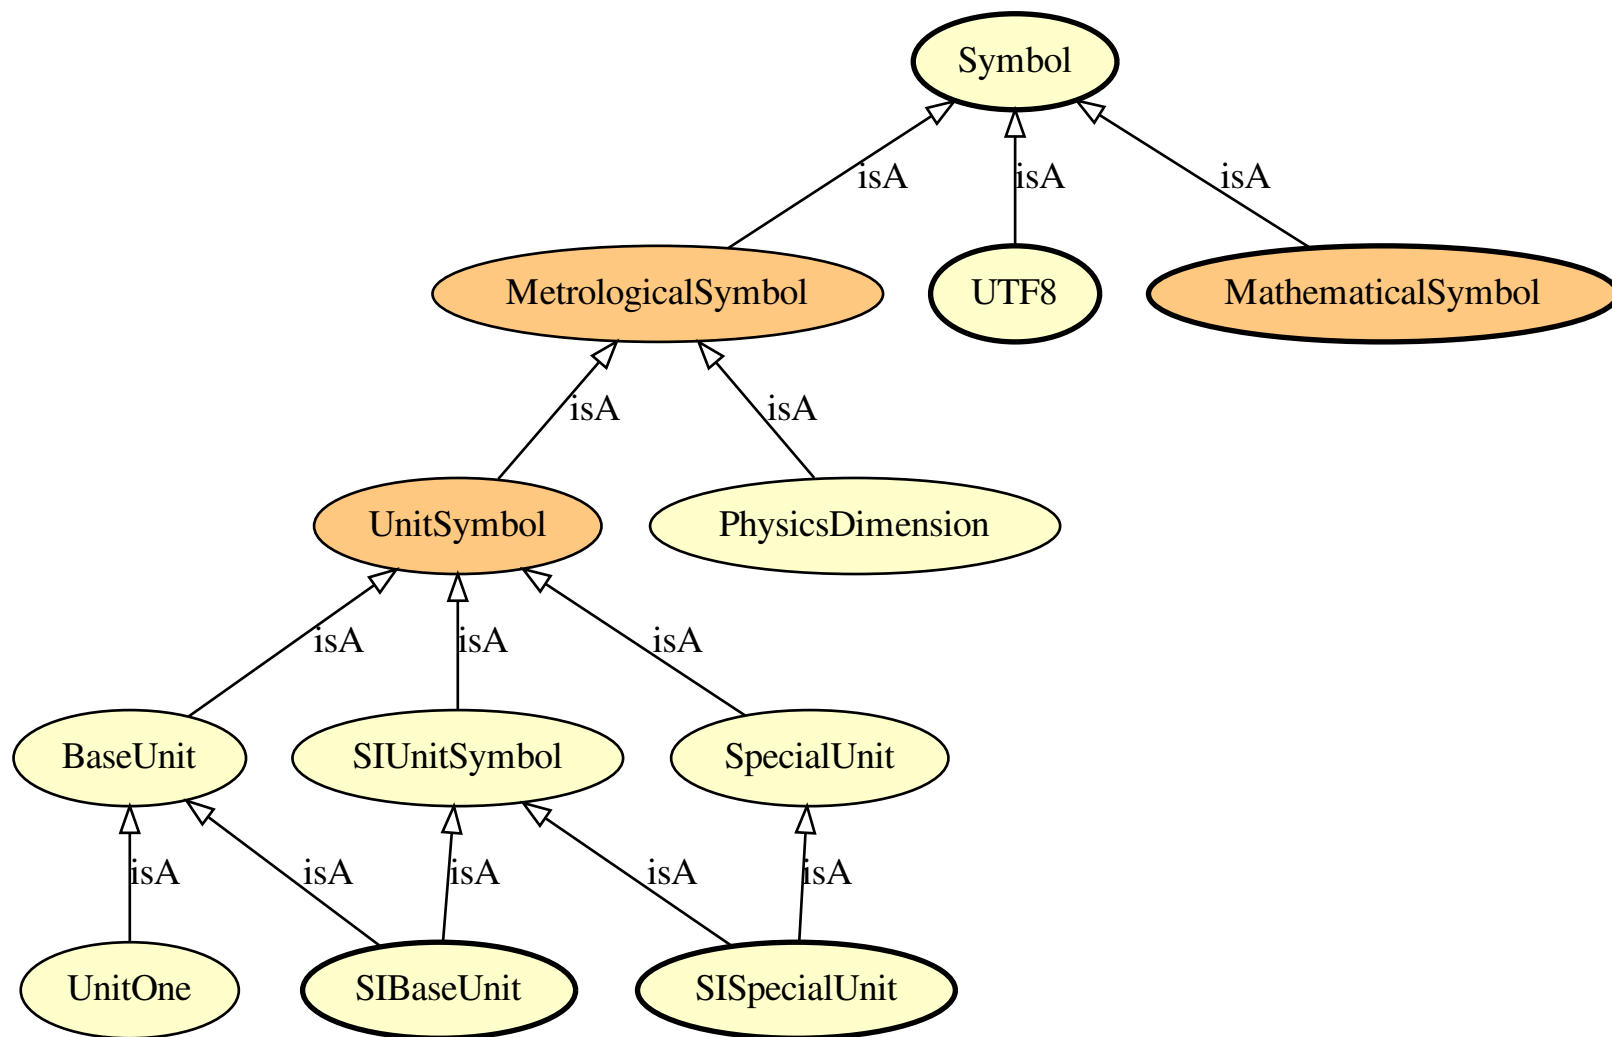 Symbol
isA
isA
isA
MetrologicalSymbol
UTF8
MathematicalSymbol
isA
isA
UnitSymbol
PhysicsDimension
isA
isA
isA
BaseUnit
SIUnitSymbol
SpecialUnit
isA
isA
isA
isA
isA
UnitOne
SIBaseUnit
SISpecialUnit